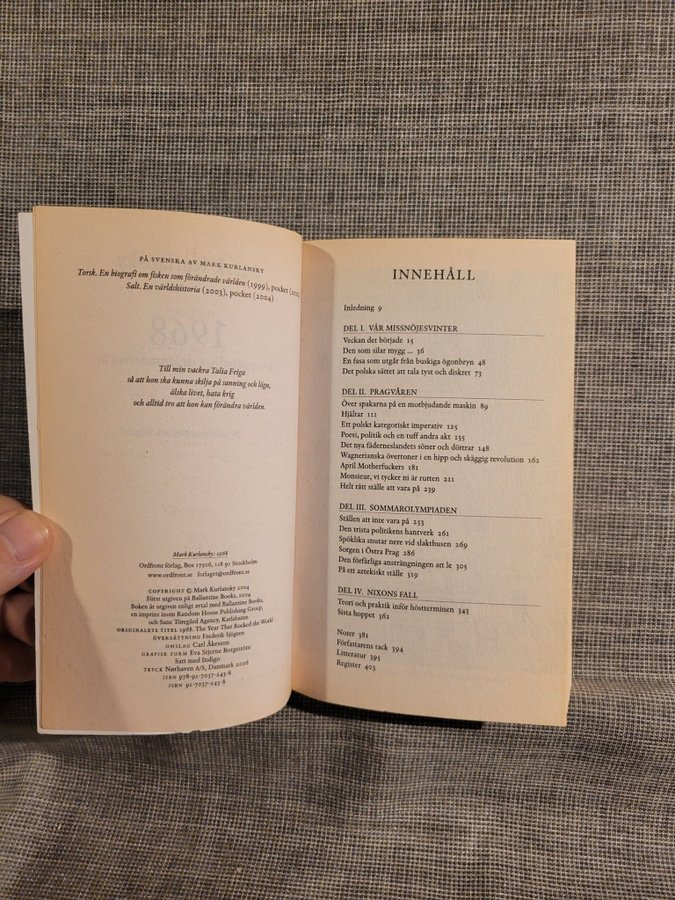 PÅ SVENSKA AV MARK KURLANSKY
Torsk. En biografi om fisken som förändrade världen (1999), pocket
Salt. En världshistoria (2003), pocket (2004)
Till min vackra Talia Feiga
så att hon ska kunna skilja på sanning och lögn,
älska livet, hata krig
och alltid tro att hon kan förändra världen.
Mark Kurlansky: 1968
Ordfront förlag, Box 17506, 118 91 Stockholm
www.ordfront.se forlaget@ordfront.se
COPYRIGHT © Mark Kurlansky 2004
Först utgiven på Ballantine Books, 2004
Boken är utgiven enligt avtal med Ballantine Books,
en imprint inom Random House Publishing Group,
och Sane Töregård Agency, Karlshamn
ORIGINALETS TITEL 1968. The Year That Rocked the World
ÖVERSÄTTNING Frederik Sjögren
OMSLAG Carl Åkesson
GRAFISK FORM Eva Stjerne Borgström
Satt med Indigo
TRYCK Nørhaven A/S, Danmark 2006
ISBN 978-91-7037-243-8
ISBN 91-7037-243-8
INNEHÅLL
Inledning 9
DEL I. VÅR MISSNÖJESVINTER
Veckan det började 15
Den som silar mygg ... 36
En fasa som utgår från buskiga ögonbryn 48
Det polska sättet att tala tyst och diskret 73
DEL II. PRAGVÅREN
Över spakarna på en motbjudande maskin 89
Hjältar 111
Ett polskt kategoriskt imperativ 125
Poesi, politik och en tuff andra akt 135
Det nya fäderneslandets söner och döttrar 148
Wagnerianska övertoner i en hipp och skäggig revolution 162
April Motherfuckers 181
Monsieur, vi tycker ni är rutten 211
Helt rätt ställe att vara på 239
DEL III. SOMMAROLYMPIADEN
Ställen att inte vara på 253
Den trista politikens hantverk 261
Spöklika snutar nere vid slakthusen 269
Sorgen i Östra Prag 286
Den förfärliga ansträngningen att le 305
På ett aztekiskt ställe 319
DEL IV. NIXONS FALL
Teori och praktik inför höstterminen 343
Sista hoppet 362
Noter 381
Författarens tack 394
Litteratur 395
Register 403